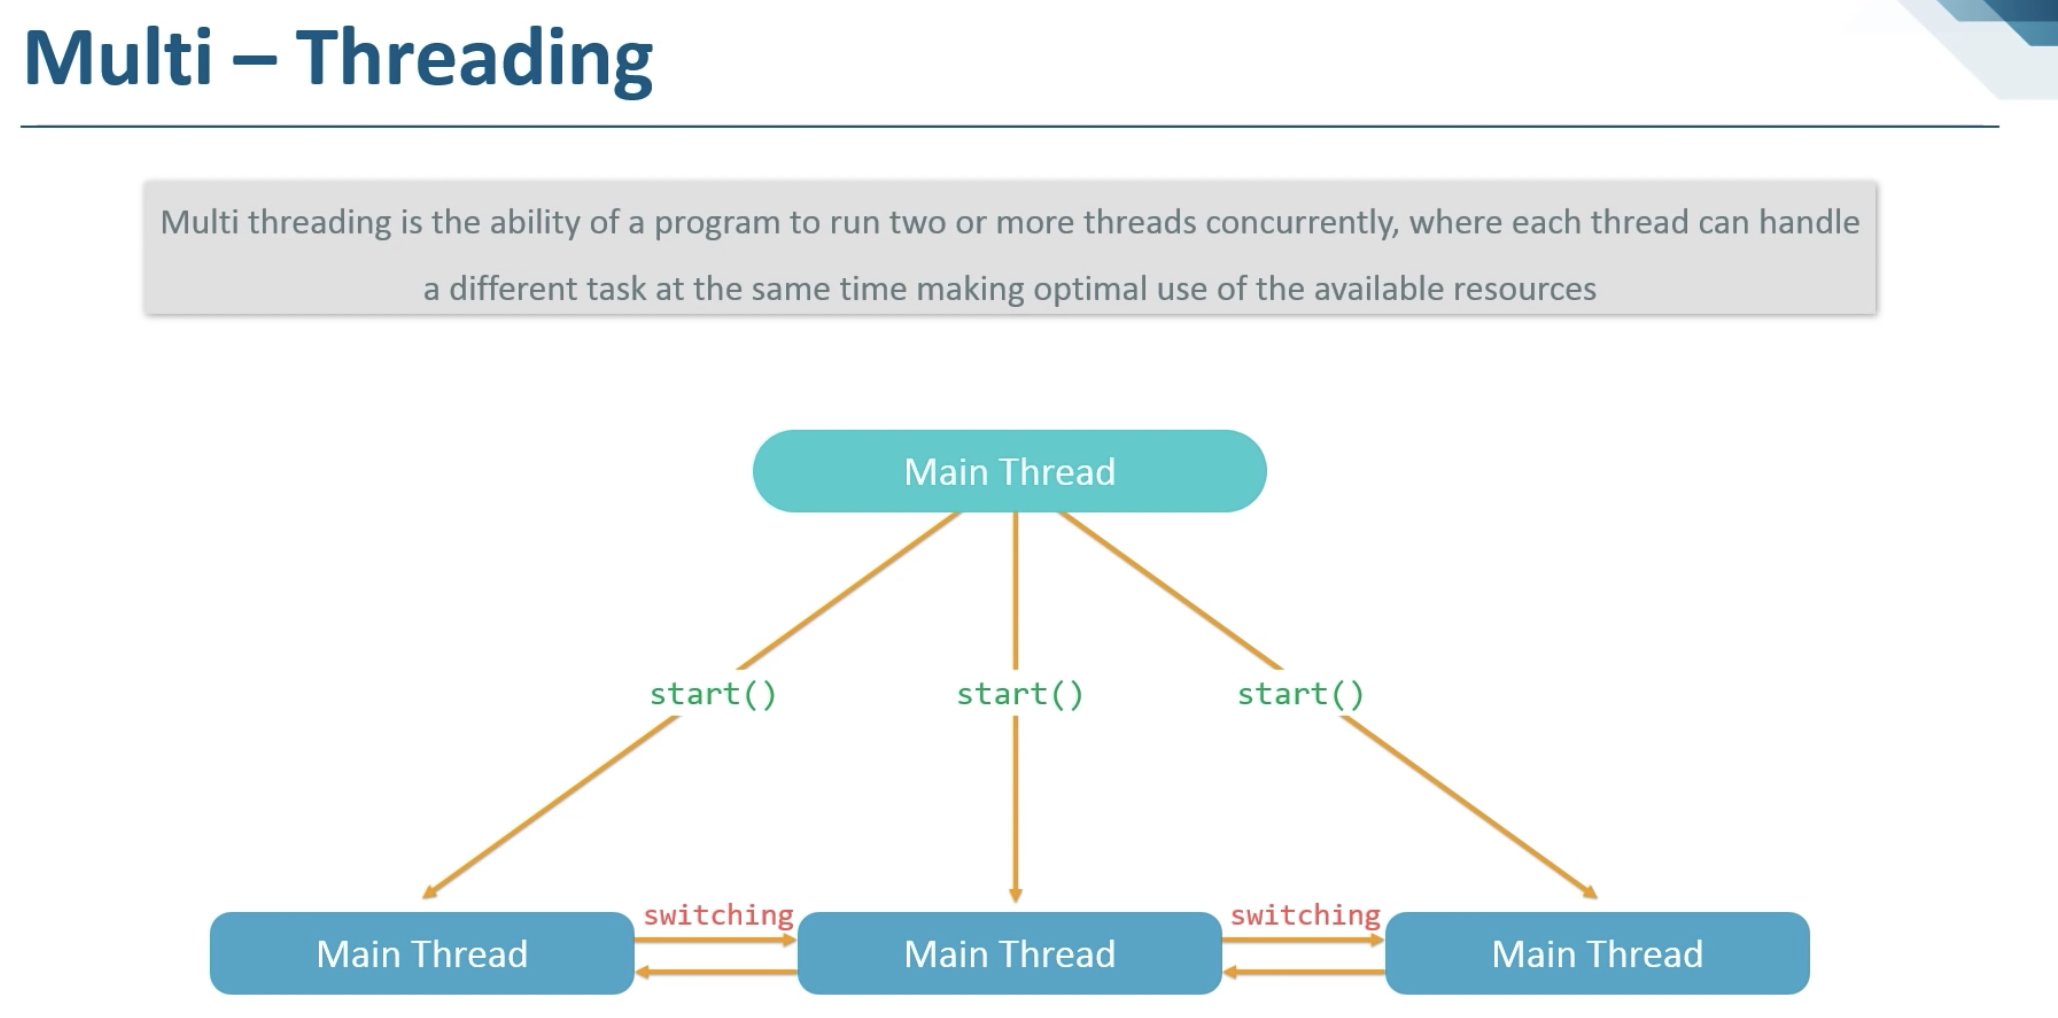 Multi – Threading
Multi threading is the ability of a program to run two or more threads concurrently, where each thread can handle
a different task at the same time making optimal use of the available resources
Main Thread
start() start() start()
switching switching
Main Thread Main Thread Main Thread